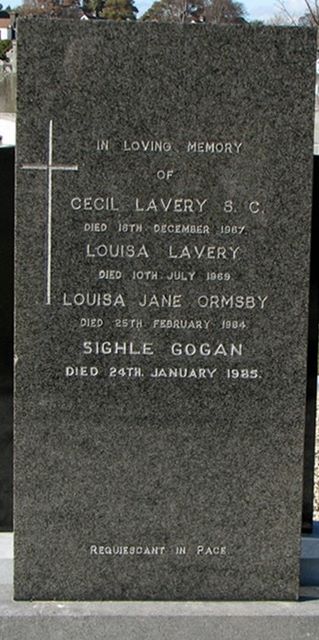 IN LOVING MEMORY
OF
CECIL LAVERY S. C.
DIED 16TH. DECEMBER 1967.
LOUISA LAVERY
DIED 10TH. JULY 1969
LOUISA JANE ORMSBY
DIED 25TH FEBRUARY 1984
SIGHLE GOGAN
DIED 24TH. JANUARY 1985.
REQUIESCANT IN PACE